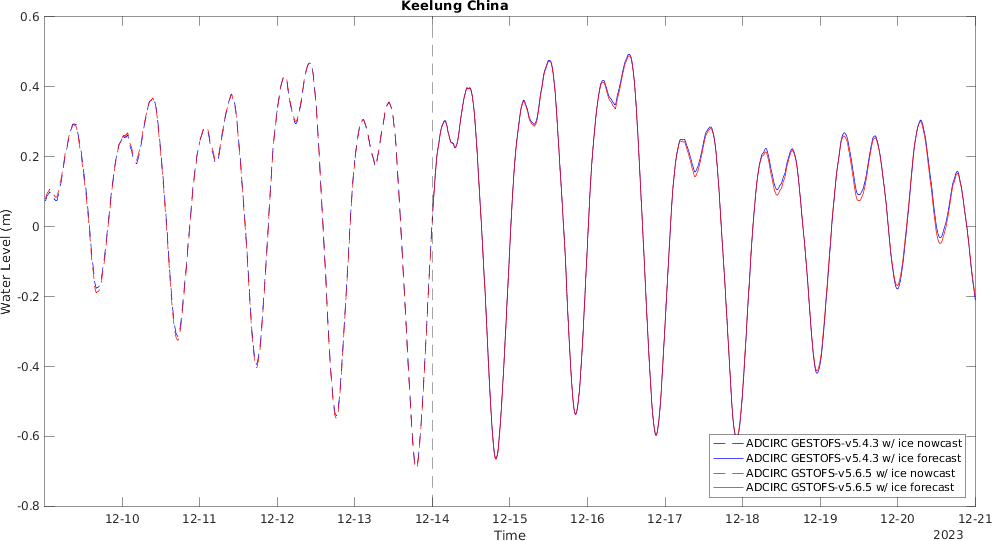 Keelung China
0.6
0.4
0.2
0
-0.2
-0.4
-0.6
-0.8
Water Level (m)
12-10 12-11 12-12 12-13 12-14 12-15 12-16 12-17 12-18 12-19 12-20 12-21
Time
2023
ADCIRC GESTOFS-v5.4.3 w/ ice nowcast
ADCIRC GESTOFS-v5.4.3 w/ ice forecast
ADCIRC GSTOFS-v5.6.5 w/ ice nowcast
ADCIRC GSTOFS-v5.6.5 w/ ice forecast